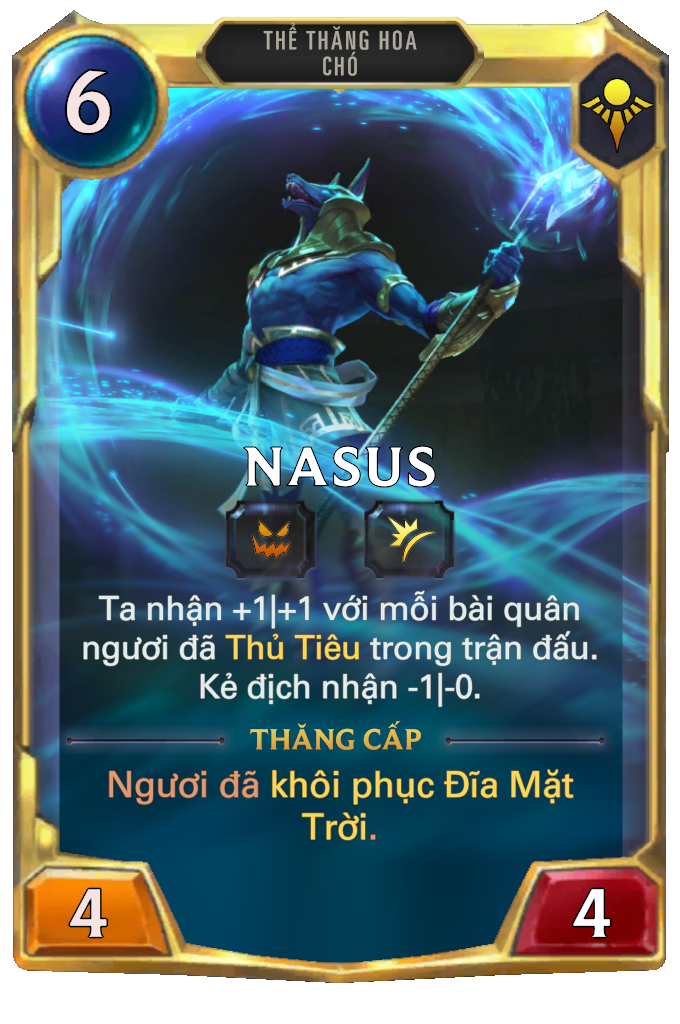 THỂ THĂNG HOA
CHÓ
6
NASUS
Ta nhận +1|+1 với mỗi bài quân
ngươi đã Thủ Tiêu trong trận đấu.
Kẻ địch nhận -1|-0.
THĂNG CẤP
Ngươi đã khôi phục Đĩa Mặt
Trời.
4
4